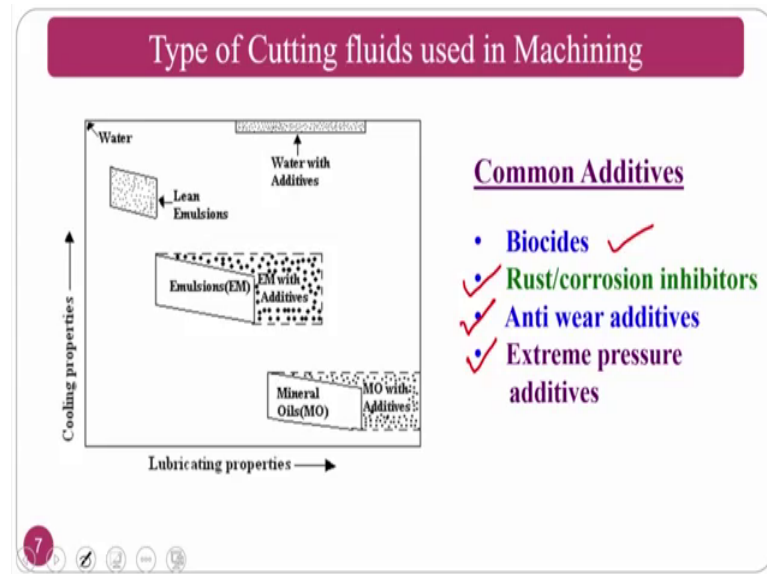 Type of Cutting fluids used in Machining
Water
Water with
Additives
Lean
Emulsions
Emulsions(EM)
EM with
Additives
Mineral
Oils(MO)
MO with
Additives
Cooling properties
Lubricating properties
Common Additives
• Biocides
• Rust/corrosion inhibitors
• Anti wear additives
• Extreme pressure
additives
7